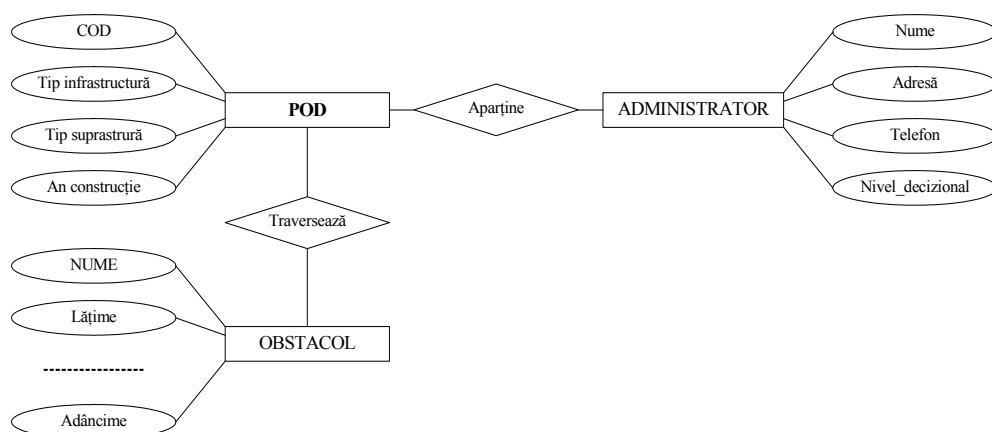 COD
Nume
Tip infrastructură
Adresă
POD
Aparține
ADMINISTRATOR
Tip suprastrură
Telefon
An construcție
Nivel_decizional
Traversează
NUME
Lățime
OBSTACOL
Adâncime